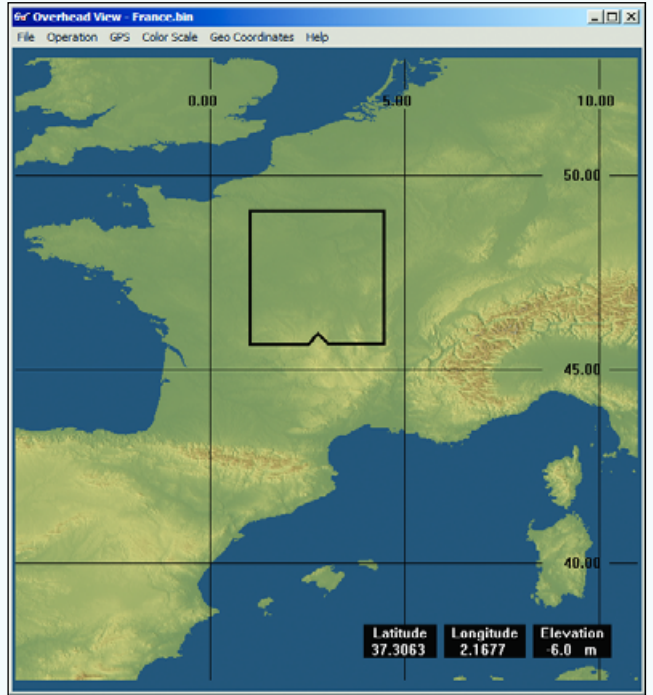 Overhead View - France.bin
File Operation GPS Color Scale Geo Coordinates Help
0.00 5.00 10.00
50.00
45.00
40.00
Latitude Longitude Elevation
37.3063 2.1677 -6.0 m